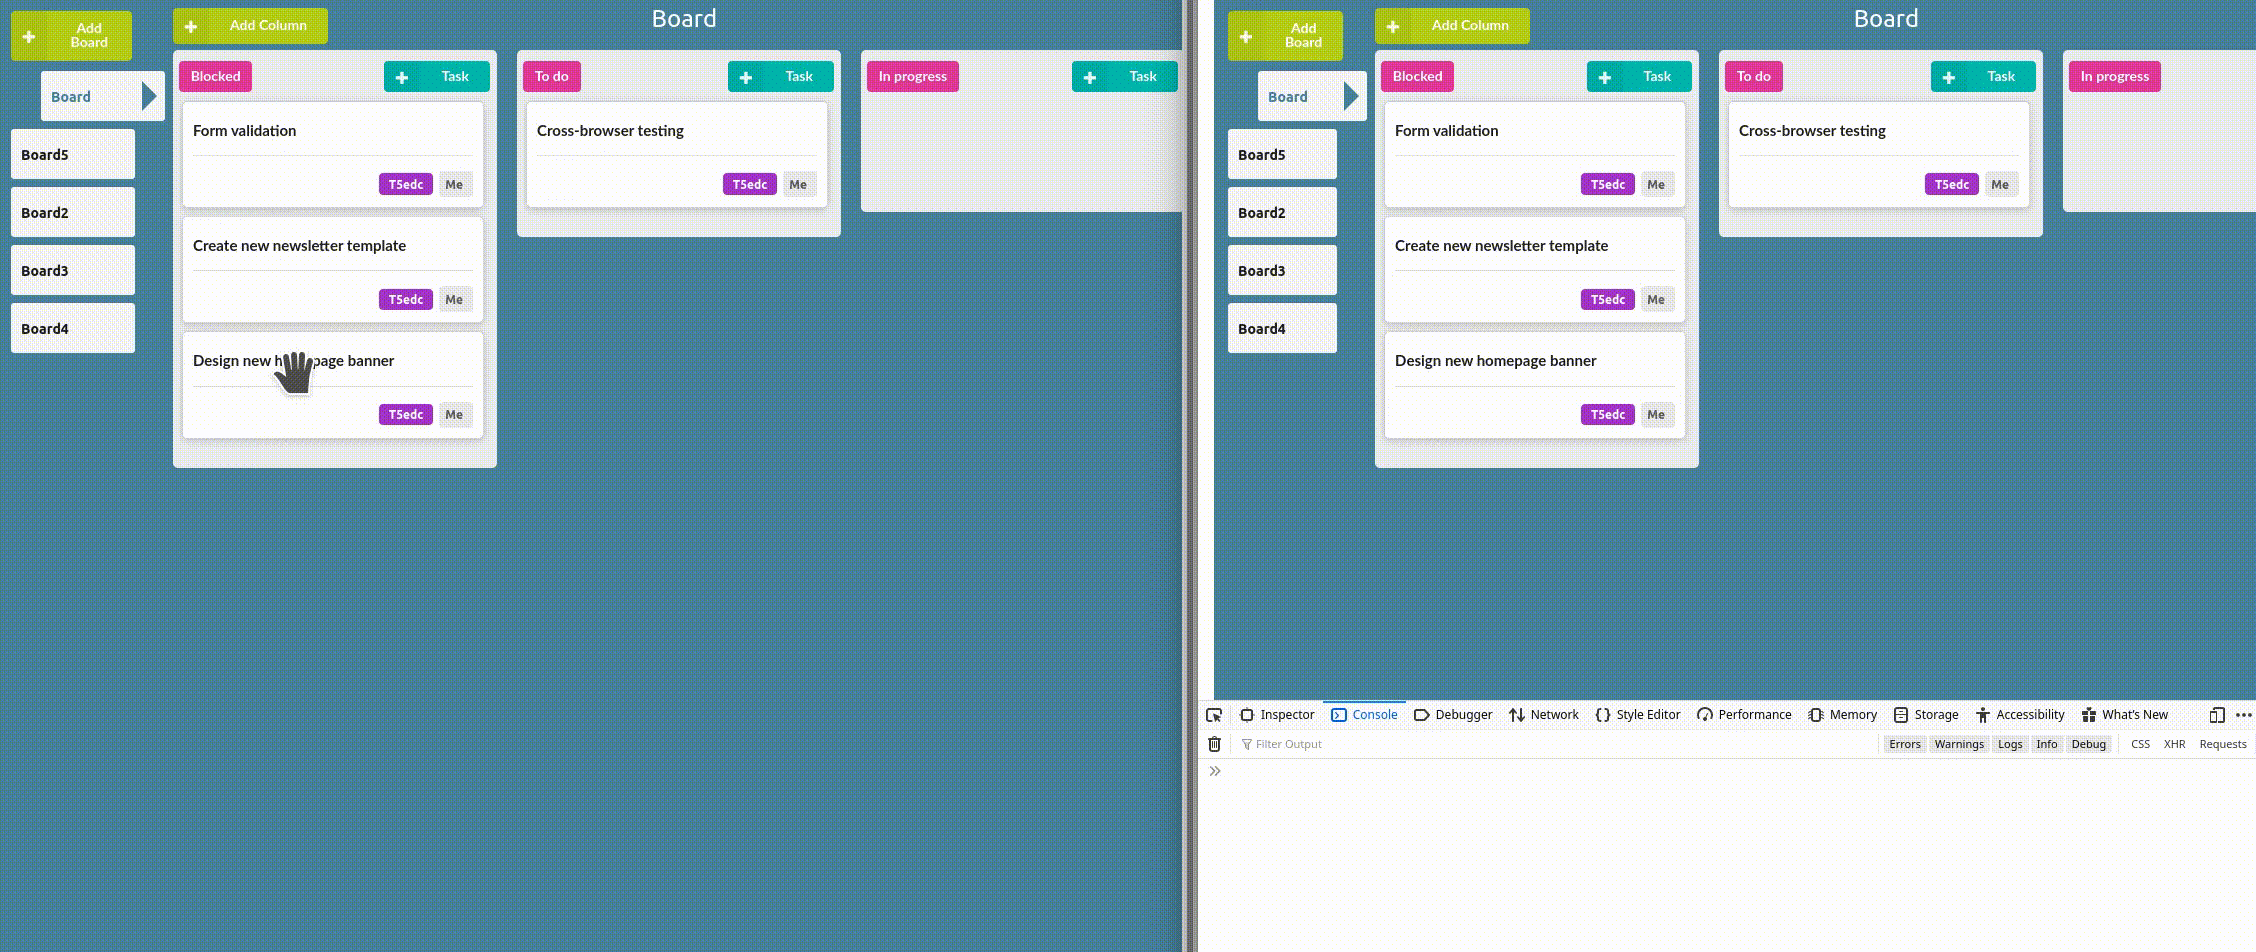 Add Board
Add Column
Board
Board
Board5
Board2
Board3
Board4
Blocked
Task
Form validation
T5edc Me
Create new newsletter template
T5edc Me
Design new h page banner
T5edc Me
To do
Task
Cross-browser testing
T5edc Me
In progress
Task
Add Board
Add Column
Board
Board
Board5
Board2
Board3
Board4
Blocked
Task
Form validation
T5edc Me
Create new newsletter template
T5edc Me
Design new homepage banner
T5edc Me
To do
Task
Cross-browser testing
T5edc Me
In progress
Inspector Console Debugger Network Style Editor Performance Memory Storage Accessibility What's New
Filter Output Errors Warnings Logs Info Debug CSS XHR Requests